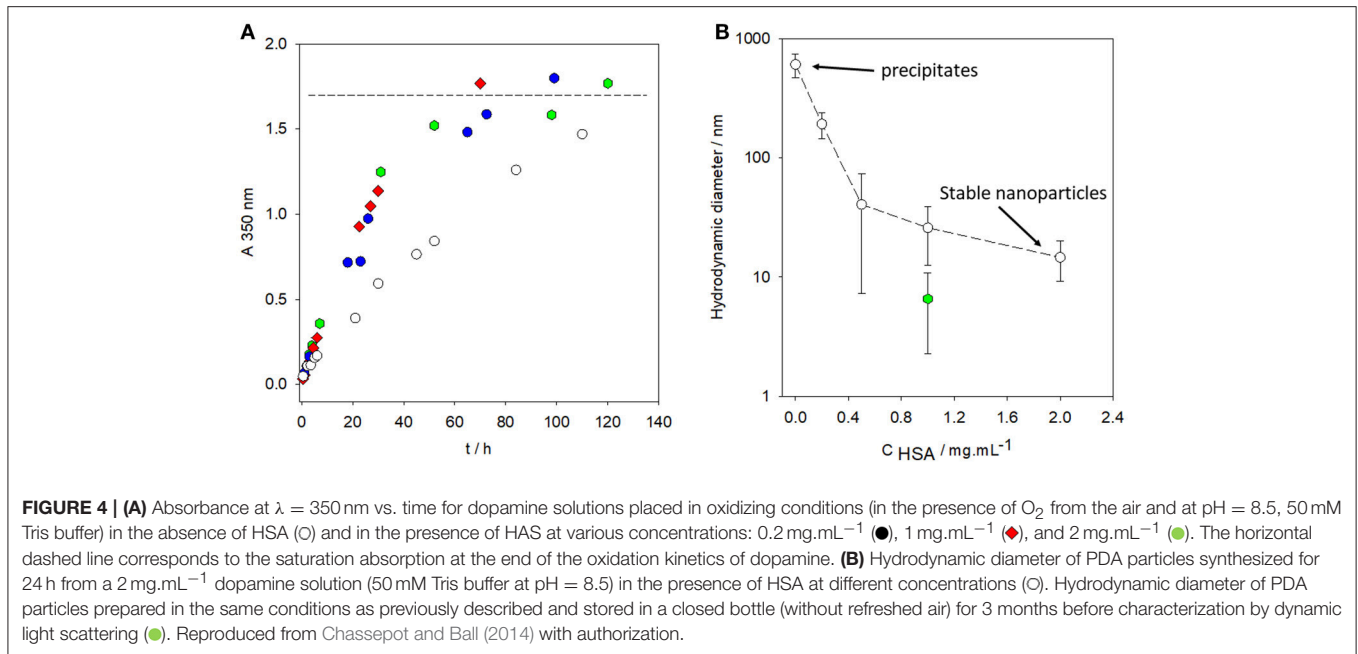 A
2.0
1.5
1.0
0.5
0.0
A 350 nm
0 20 40 60 80 100 120 140
t / h
B
1000
100
10
1
Hydrodynamic diameter / nm
precipitates
Stable nanoparticles
0.0 0.4 0.8 1.2 1.6 2.0 2.4
C HSA / mg.mL⁻¹
FIGURE 4 | (A) Absorbance at λ = 350 nm vs. time for dopamine solutions placed in oxidizing conditions (in the presence of O₂ from the air and at pH = 8.5, 50 mM
Tris buffer) in the absence of HSA (○) and in the presence of HAS at various concentrations: 0.2 mg.mL⁻¹ (●), 1 mg.mL⁻¹ (◆), and 2 mg.mL⁻¹ (●). The horizontal
dashed line corresponds to the saturation absorption at the end of the oxidation kinetics of dopamine. (B) Hydrodynamic diameter of PDA particles synthesized for
24 h from a 2 mg.mL⁻¹ dopamine solution (50 mM Tris buffer at pH = 8.5) in the presence of HSA at different concentrations (○). Hydrodynamic diameter of PDA
particles prepared in the same conditions as previously described and stored in a closed bottle (without refreshed air) for 3 months before characterization by dynamic
light scattering (●). Reproduced from Chassepot and Ball (2014) with authorization.